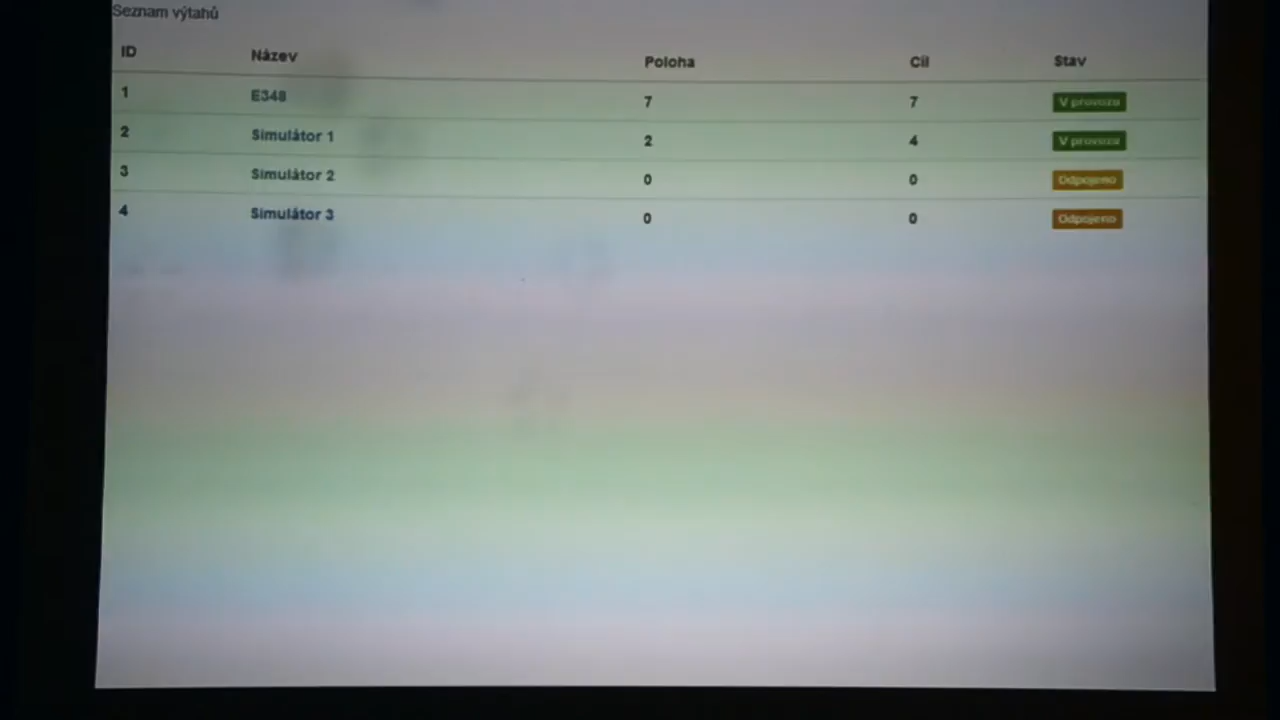 Seznam výtahů
ID Název Poloha Cíl Stav
1 E348 7 7 V provozu
2 Simulátor 1 2 4 V provozu
3 Simulátor 2 0 0 Odpojeno
4 Simulátor 3 0 0 Odpojeno